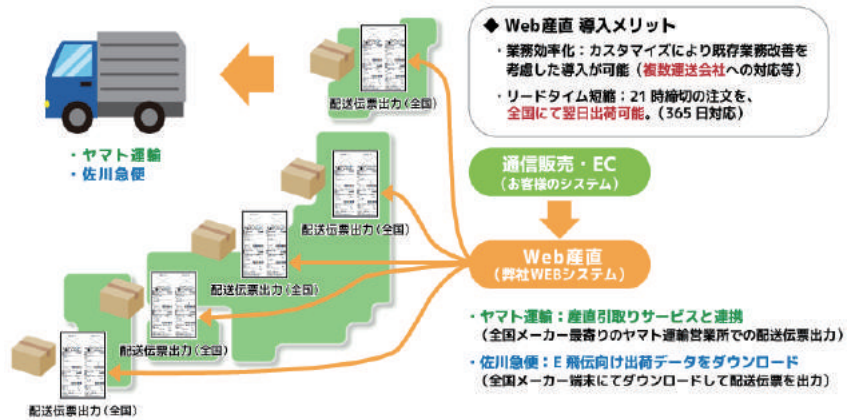 ◆ Web産直 導入メリット
・業務効率化：カスタマイズにより既存業務改善を
考慮した導入が可能（複数運送会社への対応等）
・リードタイム短縮：21時締切の注文を、
全国にて翌日出荷可能。（365日対応）
配送伝票出力（全国）
・ヤマト運輸
・佐川急便
通信販売・EC
（お客様のシステム）
配送伝票出力（全国）
Web産直
（弊社WEBシステム）
配送伝票出力（全国）
配送伝票出力（全国）
配送伝票出力（全国）
・ヤマト運輸：産直引取りサービスと連携
（全国メーカー最寄りのヤマト運輸営業所での配送伝票出力）
・佐川急便：E飛伝向け出荷データをダウンロード
（全国メーカー端末にてダウンロードして配送伝票を出力）